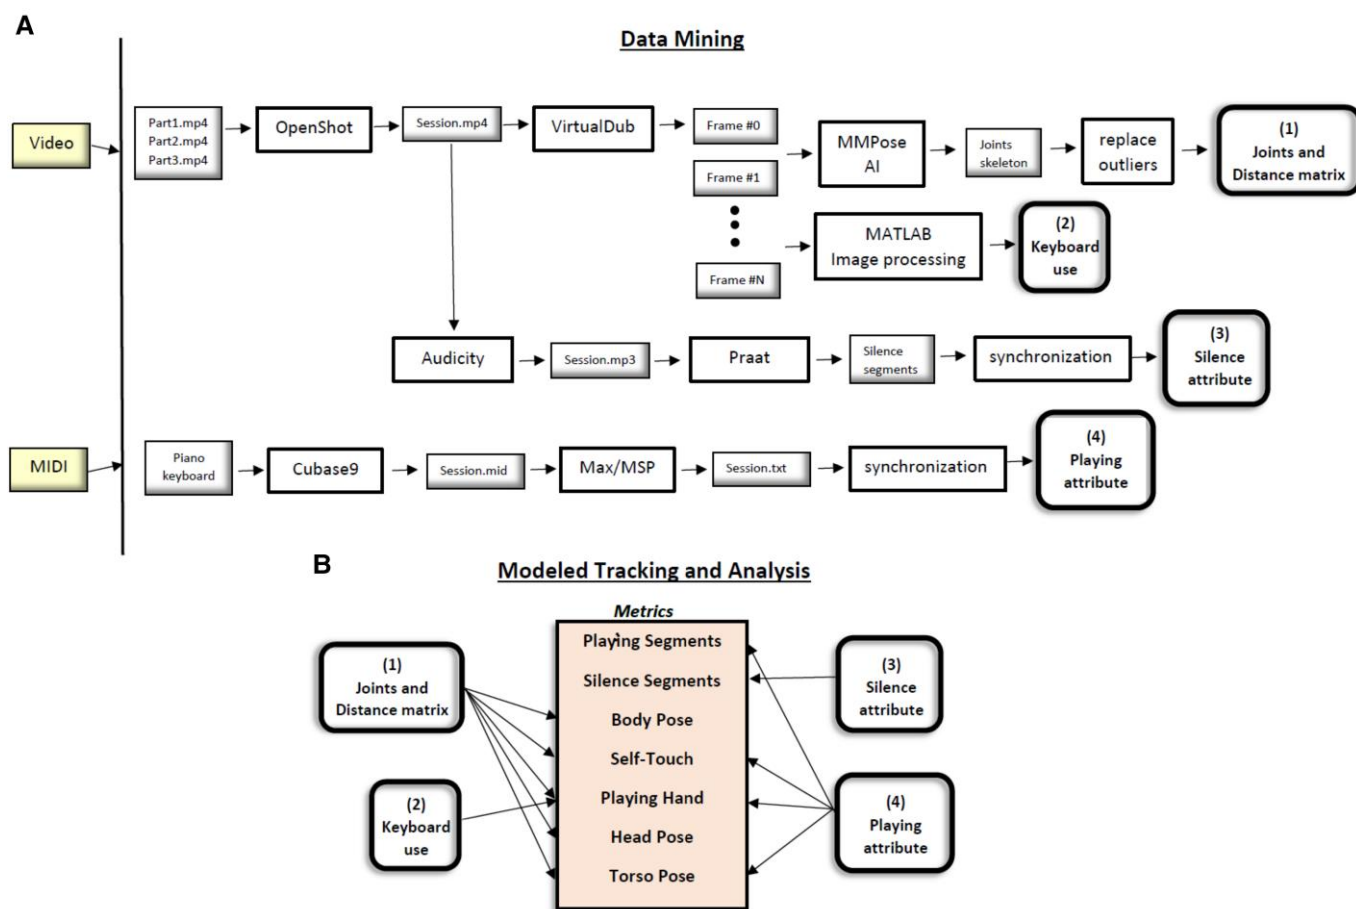 A
Data Mining
Video
Part1.mp4
Part2.mp4
Part3.mp4
OpenShot
Session.mp4
VirtualDub
Frame #0
Frame #1
Frame #N
MMPose
AI
Joints
skeleton
replace
outliers
(1)
Joints and
Distance matrix
MATLAB
Image processing
(2)
Keyboard
use
Audicity
Session.mp3
Praat
Silence
segments
synchronization
(3)
Silence
attribute
MIDI
Piano
keyboard
Cubase9
Session.mid
Max/MSP
Session.txt
synchronization
(4)
Playing
attribute
B
Modeled Tracking and Analysis
Metrics
Playing Segments
Silence Segments
Body Pose
Self-Touch
Playing Hand
Head Pose
Torso Pose
(1)
Joints and
Distance matrix
(2)
Keyboard
use
(3)
Silence
attribute
(4)
Playing
attribute